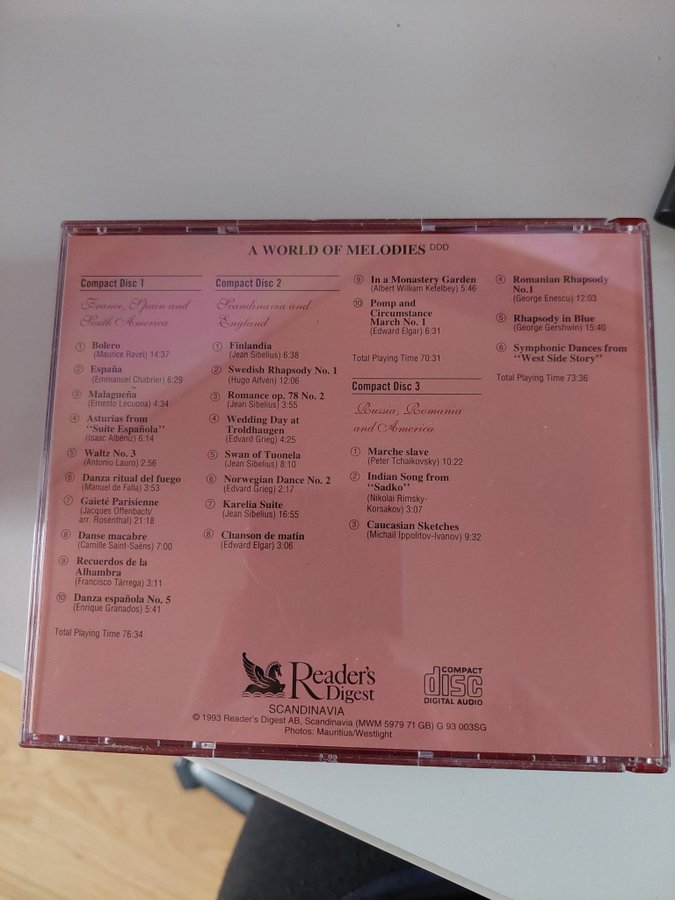 A WORLD OF MELODIES DDD
Compact Disc 1
France, Spain and
South America
① Bolero
(Maurice Ravel) 14:37
② España
(Emmanuel Chabrier) 6:29
③ Malagueña
(Ernesto Lecuona) 4:34
④ Asturias from
"Suite Española"
(Isaac Albéniz) 6:14
⑤ Waltz No. 3
(Antonio Lauro) 2:56
⑥ Danza ritual del fuego
(Manuel de Falla) 3:53
⑦ Gaieté Parisienne
(Jacques Offenbach/
arr. Rosenthal) 21:18
⑧ Danse macabre
(Camille Saint-Saëns) 7:00
⑨ Recuerdos de la
Alhambra
(Francisco Tárrega) 3:11
⑩ Danza española No. 5
(Enrique Granados) 5:41
Total Playing Time 76:34
Compact Disc 2
Scandinavia and
England
① Finlandia
(Jean Sibelius) 6:38
② Swedish Rhapsody No. 1
(Hugo Alfvén) 12:06
③ Romance op. 78 No. 2
(Jean Sibelius) 3:55
④ Wedding Day at
Troldhaugen
(Edvard Grieg) 4:25
⑤ Swan of Tuonela
(Jean Sibelius) 8:10
⑥ Norwegian Dance No. 2
(Edvard Grieg) 2:17
⑦ Karelia Suite
(Jean Sibelius) 16:55
⑧ Chanson de matin
(Edward Elgar) 3:06
⑨ In a Monastery Garden
(Albert William Ketelbey) 5:46
⑩ Pomp and
Circumstance
March No. 1
(Edward Elgar) 6:31
Total Playing Time 70:31
Compact Disc 3
Russia, Romania
and America
① Marche slave
(Peter Tchaikovsky) 10:22
② Indian Song from
"Sadko"
(Nikolai Rimsky-
Korsakov) 3:07
③ Caucasian Sketches
(Michail Ippolitov-Ivanov) 9:32
④ Romanian Rhapsody
No.1
(George Enescu) 12:03
⑤ Rhapsody in Blue
(George Gershwin) 15:40
⑥ Symphonic Dances from
"West Side Story"
Total Playing Time 73:36
Reader's
Digest
SCANDINAVIA
COMPACT
disc
DIGITAL AUDIO
© 1993 Reader's Digest AB, Scandinavia (MWM 5979 71 GB) G 93 003SG
Photos: Mauritius/Westlight